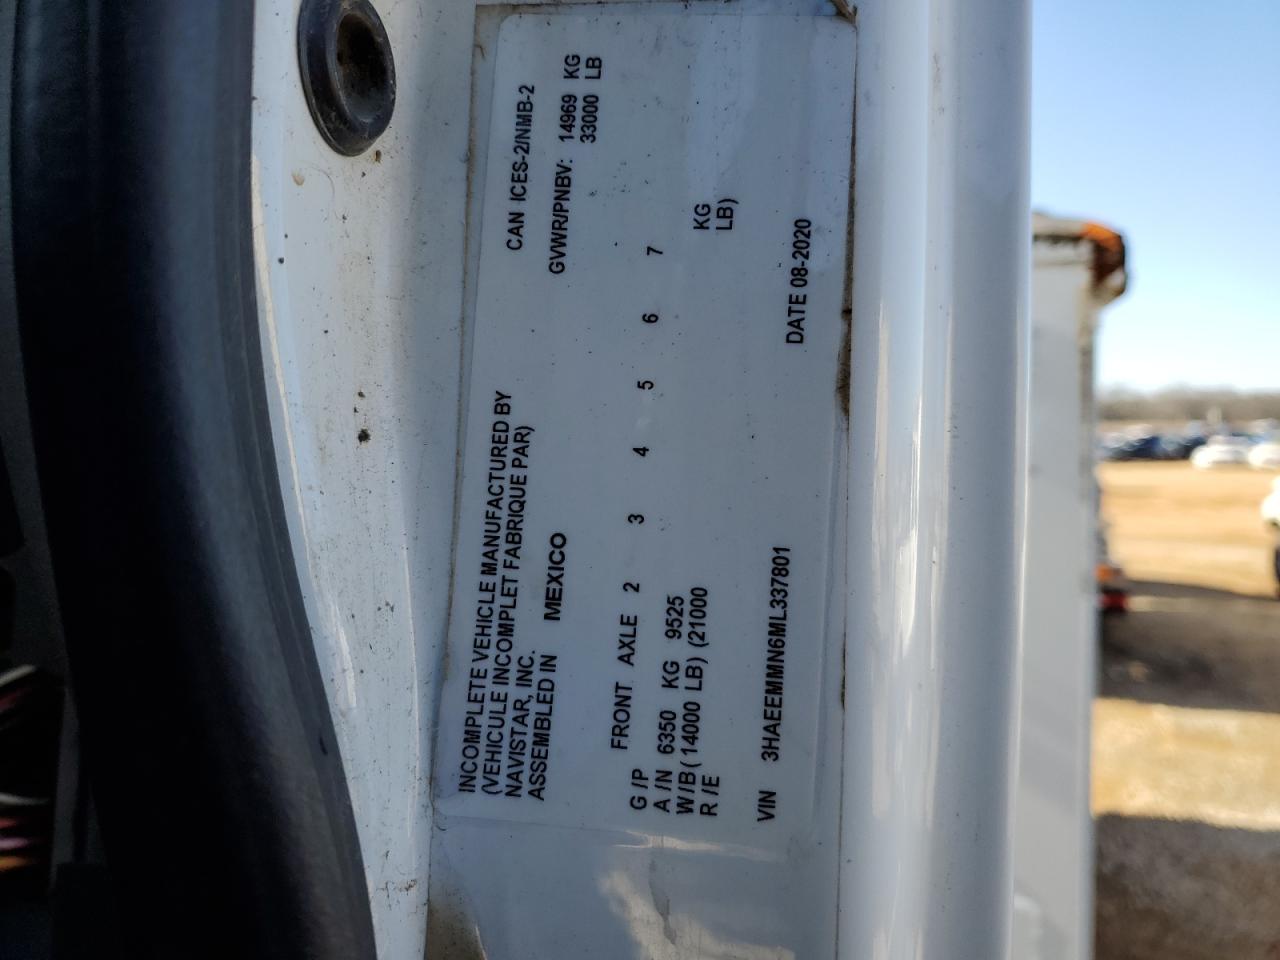 INCOMPLETE VEHICLE MANUFACTURED BY
(VEHICULE INCOMPLET FABRIQUE PAR)
NAVISTAR, INC.
ASSEMBLED IN MEXICO
CAN ICES-2/NMB-2
GVWR/PNBV: 14969 KG
33000 LB
FRONT AXLE 2 3 4 5 6 7
G/P
A/N 6350 KG 9525 KG
W/B (14000 LB) (21000 LB)
R/E
VIN 3HAEEMMN6ML337801 DATE 08-2020